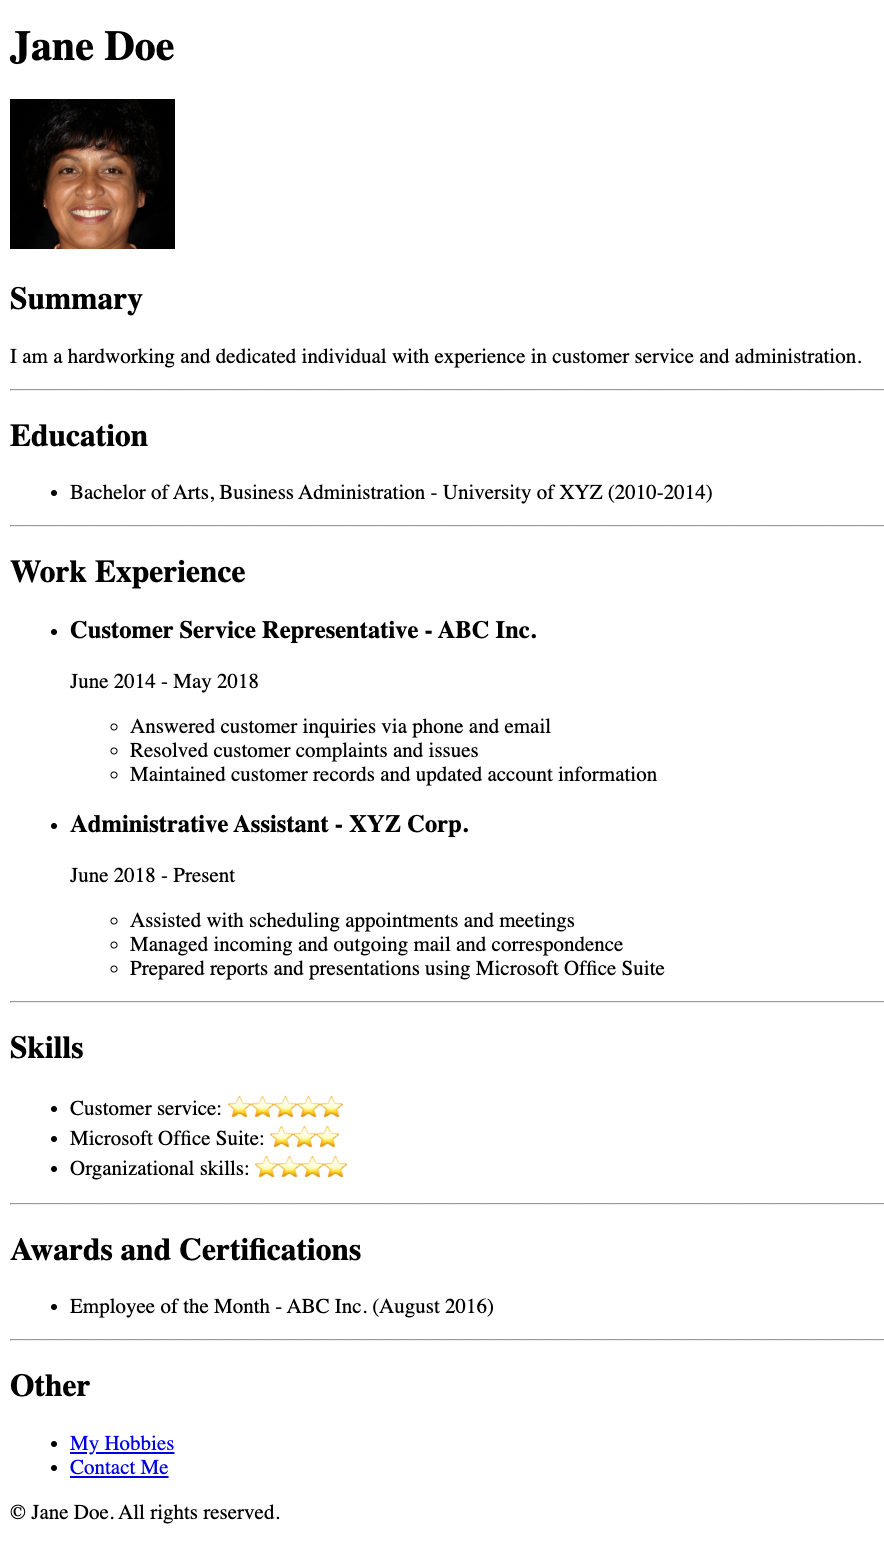 Jane Doe
Summary
I am a hardworking and dedicated individual with experience in customer service and administration.
Education
• Bachelor of Arts, Business Administration - University of XYZ (2010-2014)
Work Experience
• Customer Service Representative - ABC Inc.
June 2014 - May 2018
◦ Answered customer inquiries via phone and email
◦ Resolved customer complaints and issues
◦ Maintained customer records and updated account information
• Administrative Assistant - XYZ Corp.
June 2018 - Present
◦ Assisted with scheduling appointments and meetings
◦ Managed incoming and outgoing mail and correspondence
◦ Prepared reports and presentations using Microsoft Office Suite
Skills
• Customer service: ⭐⭐⭐⭐⭐
• Microsoft Office Suite: ⭐⭐⭐
• Organizational skills: ⭐⭐⭐⭐
Awards and Certifications
• Employee of the Month - ABC Inc. (August 2016)
Other
• My Hobbies
• Contact Me
© Jane Doe. All rights reserved.